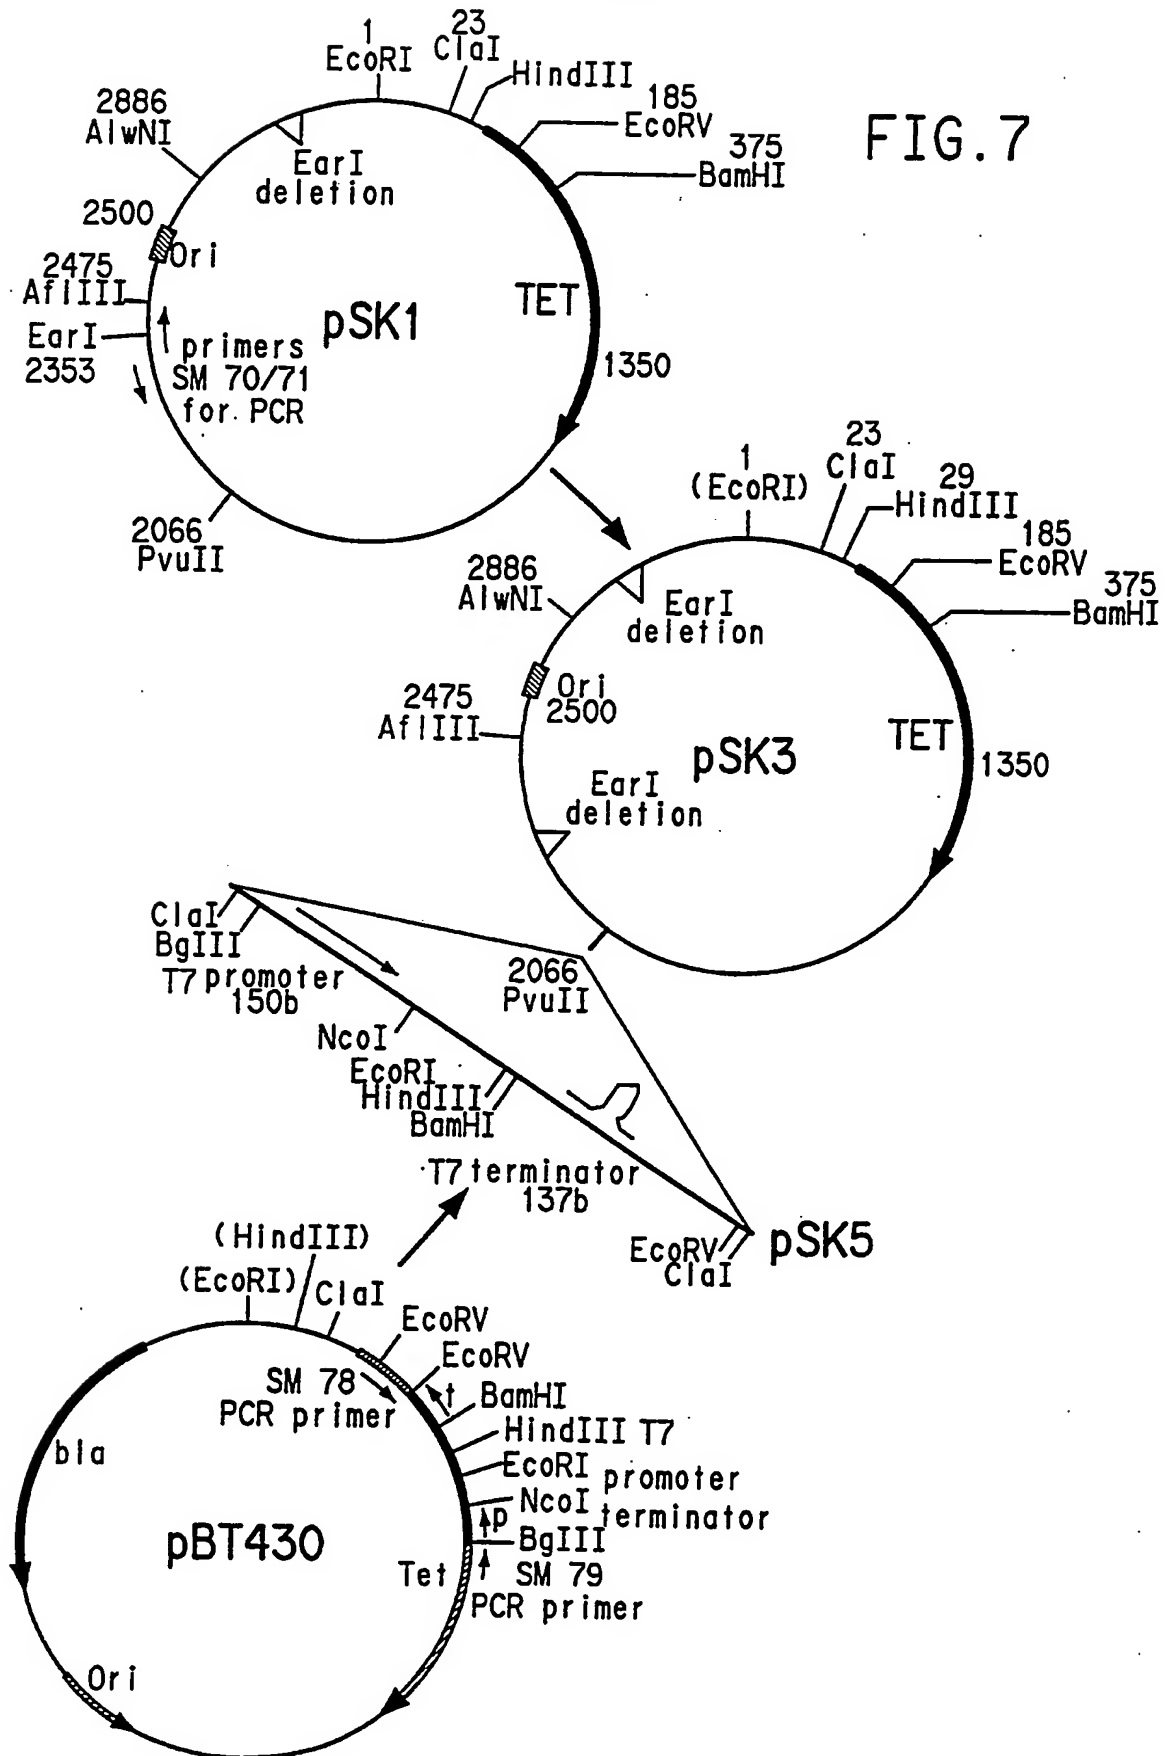 FIG.7
1
EcoRI
23
ClaI
HindIII
185
EcoRV
375
BamHI
2886
AlwNI
EarI
deletion
2500
Ori
2475
AflIII
EarI
2353
primers
SM 70/71
for PCR
pSK1
TET
1350
2066
PvuII
1
(EcoRI)
23
ClaI
29
HindIII
185
EcoRV
375
BamHI
2886
AlwNI
EarI
deletion
Ori
2500
2475
AflIII
pSK3
TET
1350
EarI
deletion
2066
PvuII
ClaI
BglII
T7 promoter
150b
NcoI
EcoRI
HindIII
BamHI
T7 terminator
137b
EcoRV
ClaI
pSK5
(HindIII)
(EcoRI)
ClaI
EcoRV
EcoRV
SM 78
PCR primer
t
BamHI
HindIII T7
EcoRI promoter
NcoI terminator
p
BglII
SM 79
PCR primer
bla
pBT430
Tet
Ori